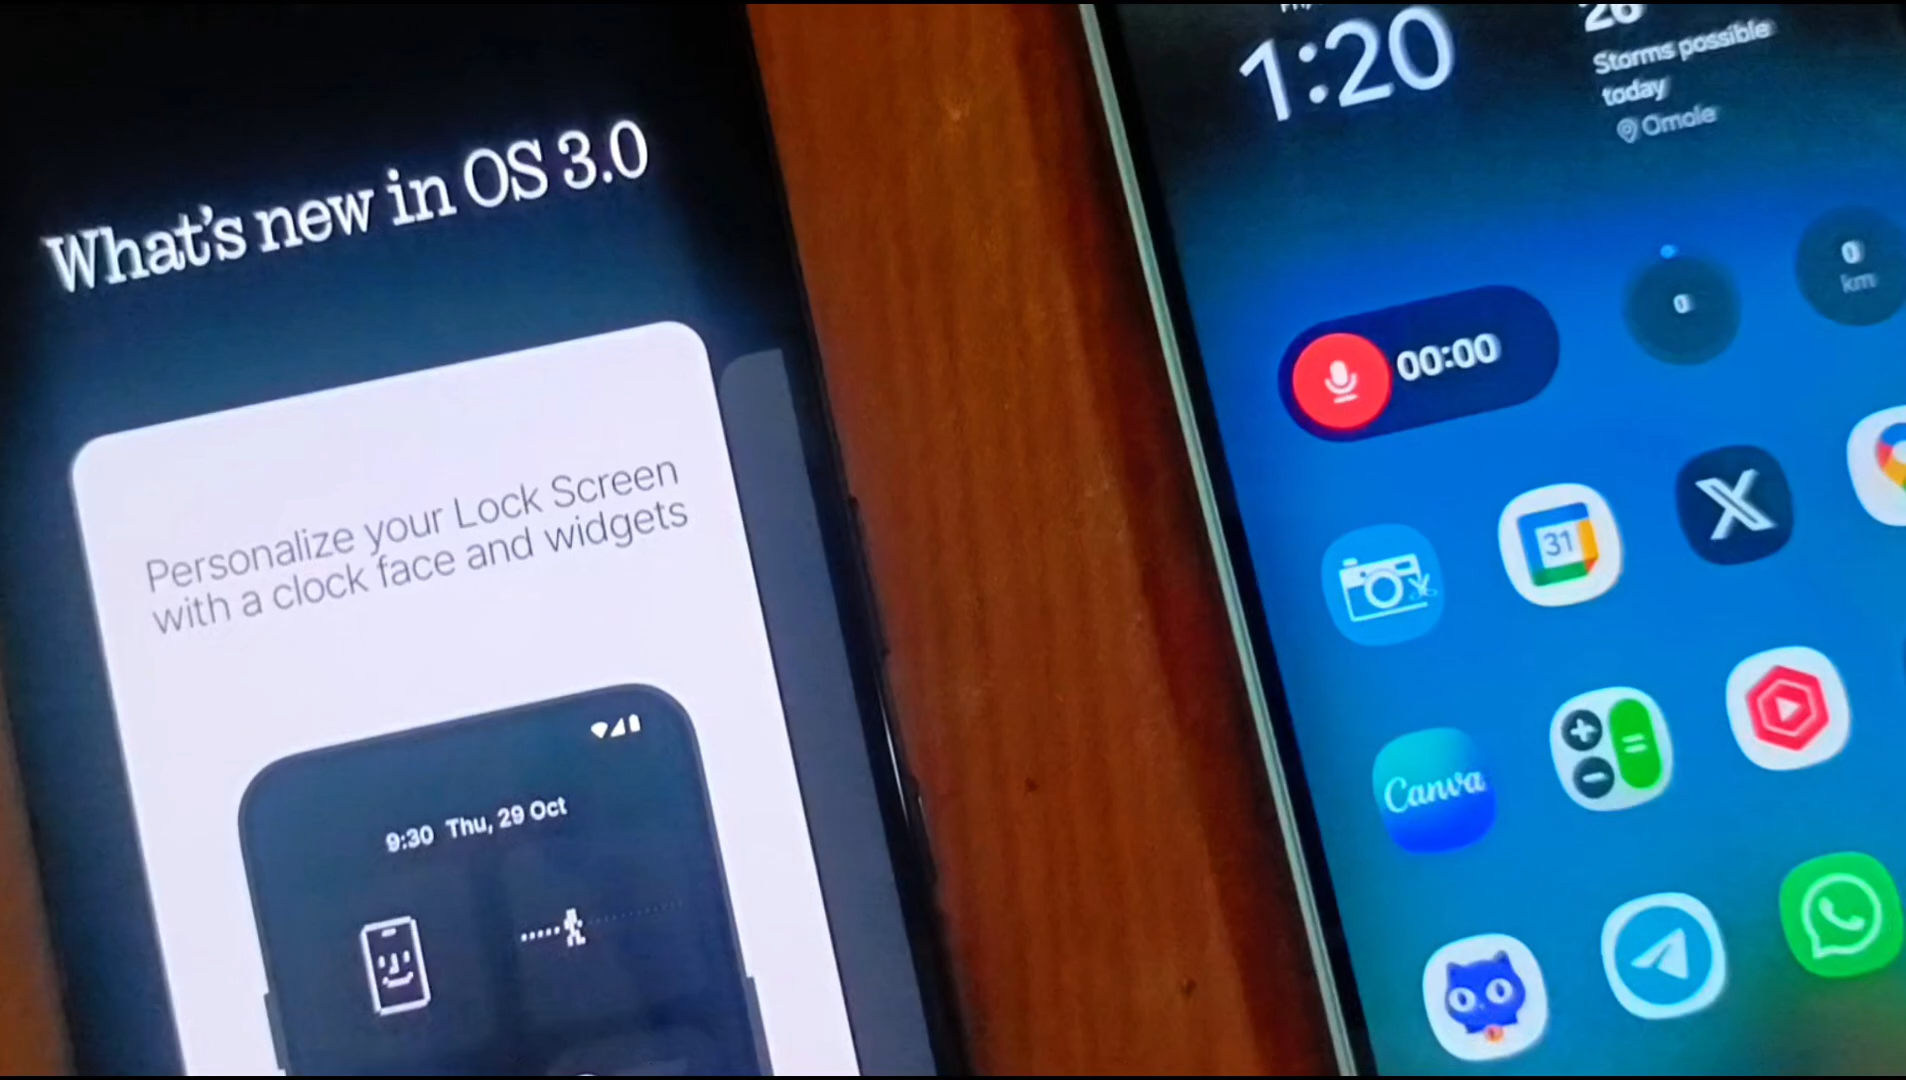 What's new in OS 3.0
Personalize your Lock Screen
with a clock face and widgets
9:30 Thu, 29 Oct
1:20
Storms possible
today
Omole
00:00
0
0
km
31
X
Canva